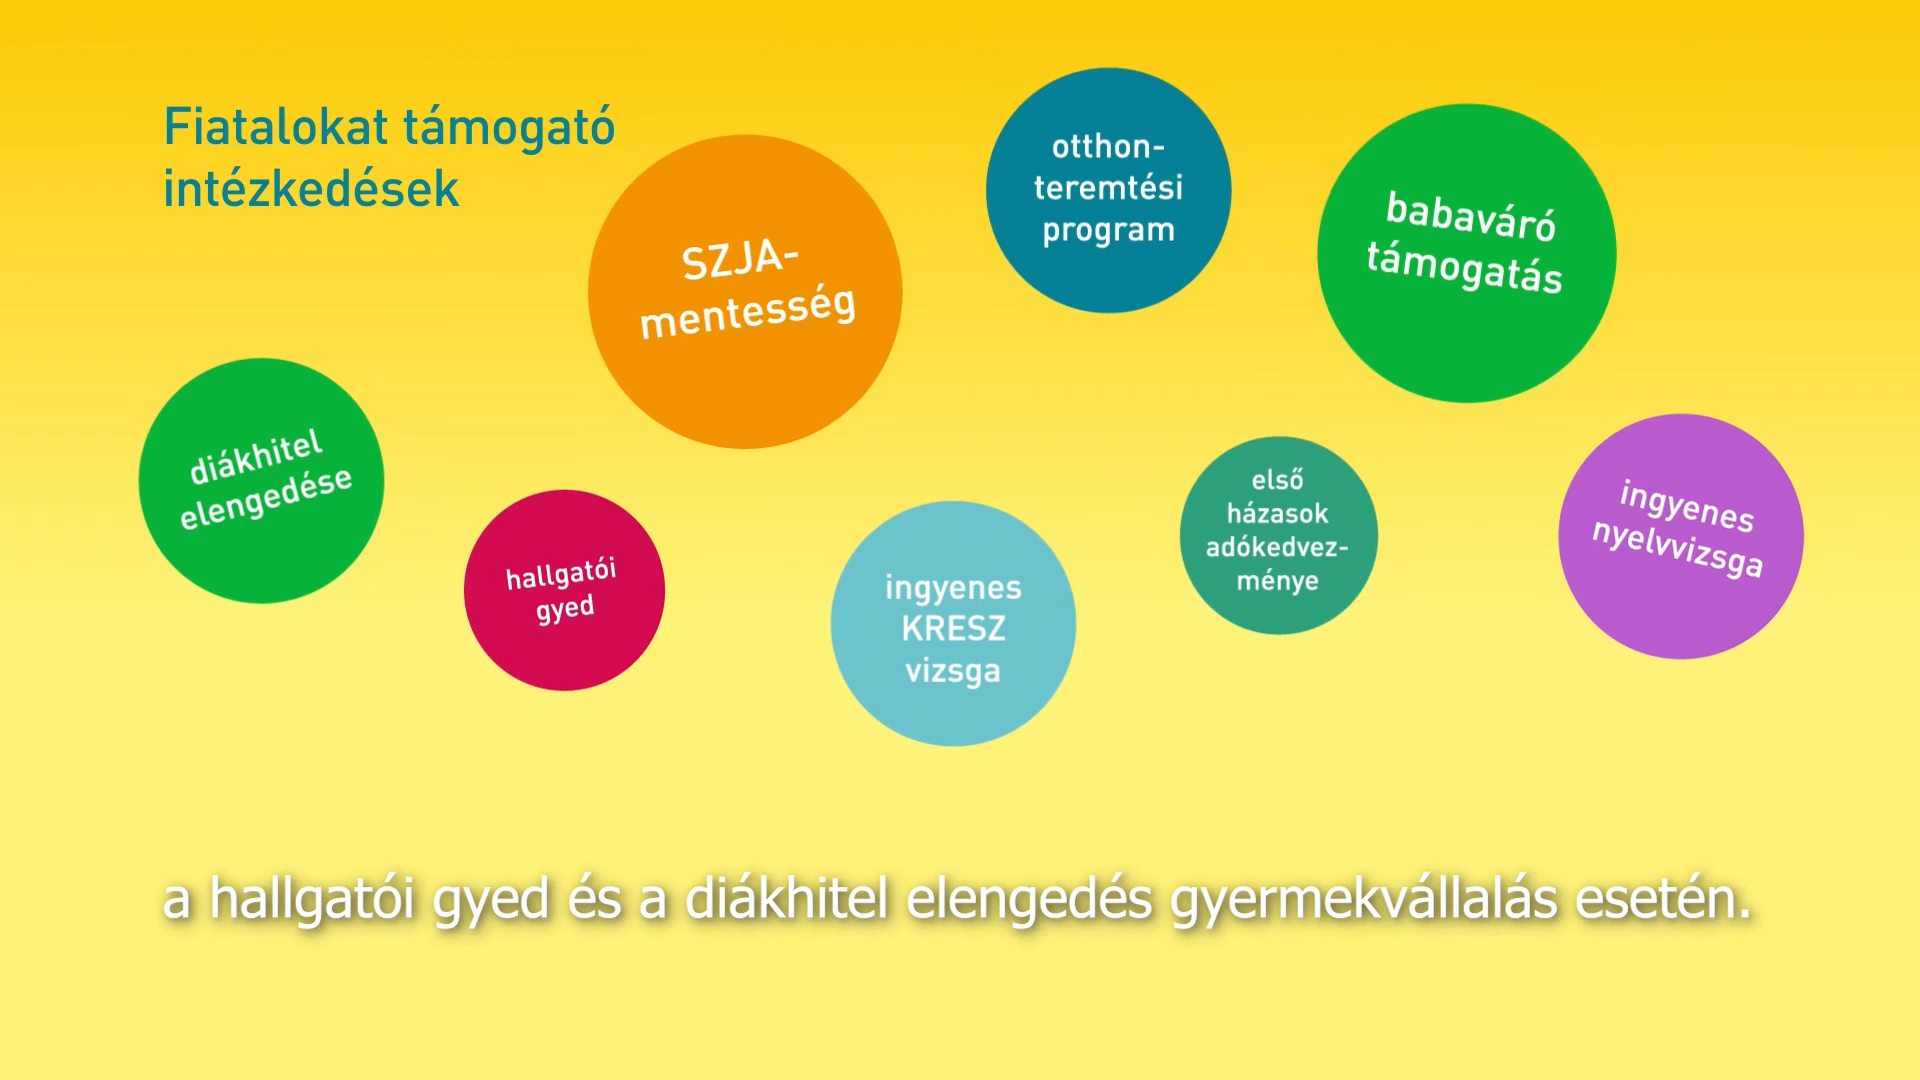 Fiatalokat támogató
intézkedések
SZJA-
mentesség
otthon-
teremtési
program
babaváró
támogatás
diákhitel
elengedése
hallgatói
gyed
ingyenes
KRESZ
vizsga
első
házasok
adókedvez-
ménye
ingyenes
nyelvvizsga
a hallgatói gyed és a diákhitel elengedés gyermekvállalás esetén.